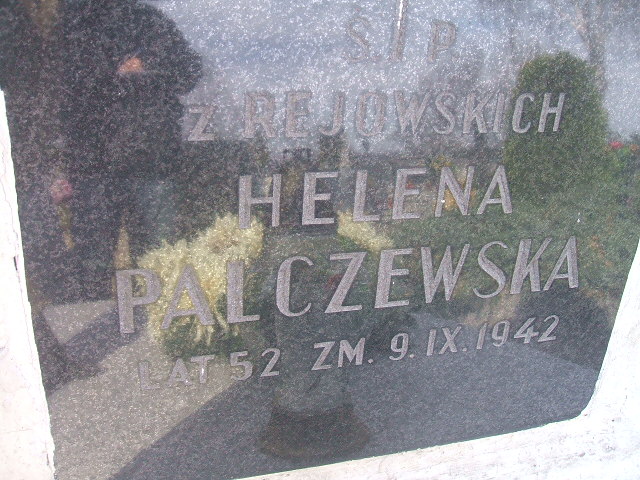 Ś/P
z REJOWSKICH
HELENA
PALCZEWSKA
LAT 52 ZM. 9.IX.1942